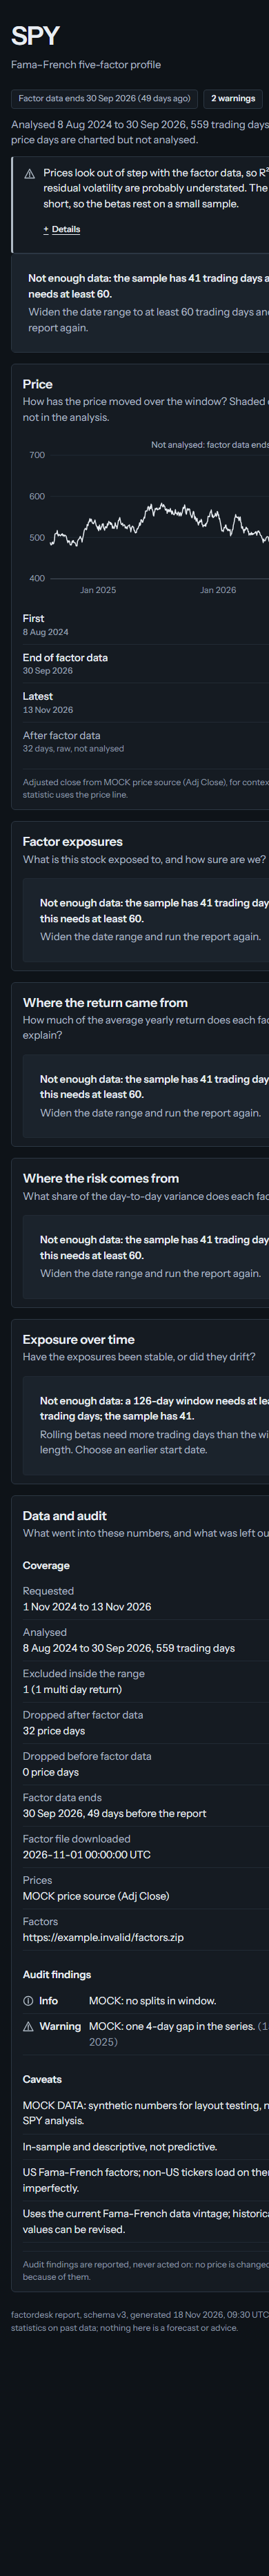 SPY
Fama–French five-factor profile
Factor data ends 30 Sep 2026 (49 days ago)
2 warnings
Analysed 8 Aug 2024 to 30 Sep 2026, 559 trading days
price days are charted but not analysed.
Prices look out of step with the factor data, so R²
residual volatility are probably understated. The
short, so the betas rest on a small sample.
+ Details
Not enough data: the sample has 41 trading days a
needs at least 60.
Widen the date range to at least 60 trading days an
report again.
Price
How has the price moved over the window? Shaded
not in the analysis.
Not analysed: factor data ends
700
600
500
400
Jan 2025
Jan 2026
First
8 Aug 2024
End of factor data
30 Sep 2026
Latest
13 Nov 2026
After factor data
32 days, raw, not analysed
Adjusted close from MOCK price source (Adj Close), for contex
statistic uses the price line.
Factor exposures
What is this stock exposed to, and how sure are we?
Not enough data: the sample has 41 trading day
this needs at least 60.
Widen the date range and run the report again.
Where the return came from
How much of the average yearly return does each fac
explain?
Not enough data: the sample has 41 trading day
this needs at least 60.
Widen the date range and run the report again.
Where the risk comes from
What share of the day-to-day variance does each fac
Not enough data: the sample has 41 trading day
this needs at least 60.
Widen the date range and run the report again.
Exposure over time
Have the exposures been stable, or did they drift?
Not enough data: a 126-day window needs at lea
trading days; the sample has 41.
Rolling betas need more trading days than the wi
length. Choose an earlier start date.
Data and audit
What went into these numbers, and what was left ou
Coverage
Requested
1 Nov 2024 to 13 Nov 2026
Analysed
8 Aug 2024 to 30 Sep 2026, 559 trading days
Excluded inside the range
1 (1 multi day return)
Dropped after factor data
32 price days
Dropped before factor data
0 price days
Factor data ends
30 Sep 2026, 49 days before the report
Factor file downloaded
2026-11-01 00:00:00 UTC
Prices
MOCK price source (Adj Close)
Factors
https://example.invalid/factors.zip
Audit findings
Info MOCK: no splits in window.
Warning MOCK: one 4-day gap in the series. (1
2025)
Caveats
MOCK DATA: synthetic numbers for layout testing, n
SPY analysis.
In-sample and descriptive, not predictive.
US Fama-French factors; non-US tickers load on the
imperfectly.
Uses the current Fama-French data vintage; historica
values can be revised.
Audit findings are reported, never acted on: no price is changed
because of them.
factordesk report, schema v3, generated 18 Nov 2026, 09:30 UTC
statistics on past data; nothing here is a forecast or advice.